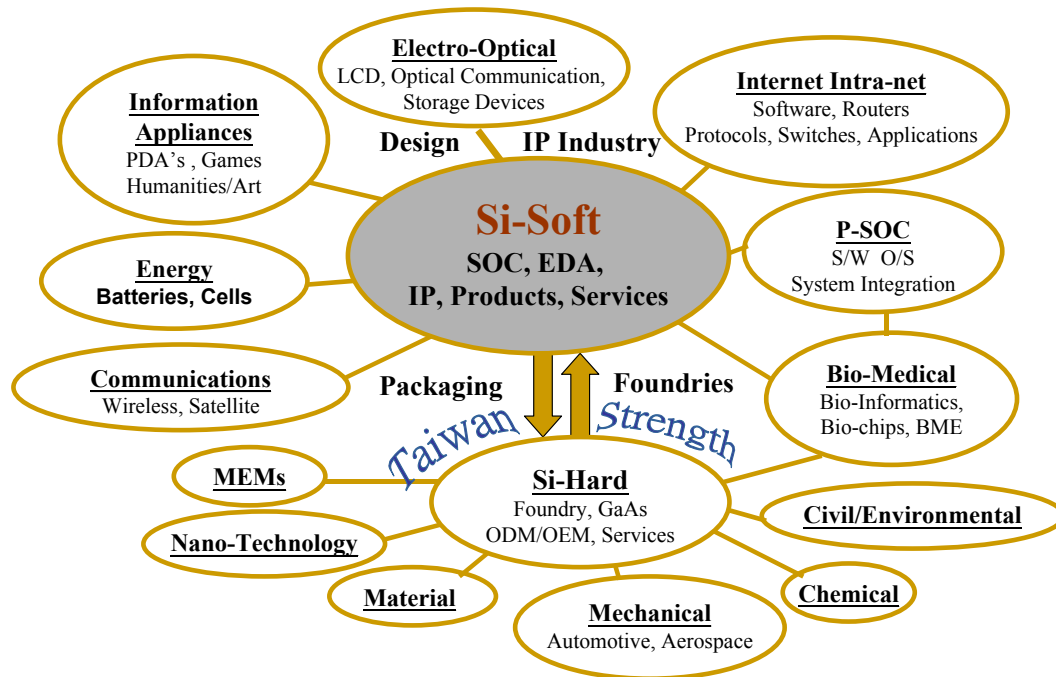 Electro-Optical
LCD, Optical Communication,
Storage Devices
Information
Appliances
PDA's , Games
Humanities/Art
Internet Intra-net
Software, Routers
Protocols, Switches, Applications
Design
IP Industry
Si-Soft
SOC, EDA,
IP, Products, Services
P-SOC
S/W O/S
System Integration
Energy
Batteries, Cells
Communications
Wireless, Satellite
Packaging
Foundries
Bio-Medical
Bio-Informatics,
Bio-chips, BME
Taiwan
Strength
MEMs
Si-Hard
Foundry, GaAs
ODM/OEM, Services
Civil/Environmental
Nano-Technology
Material
Mechanical
Automotive, Aerospace
Chemical